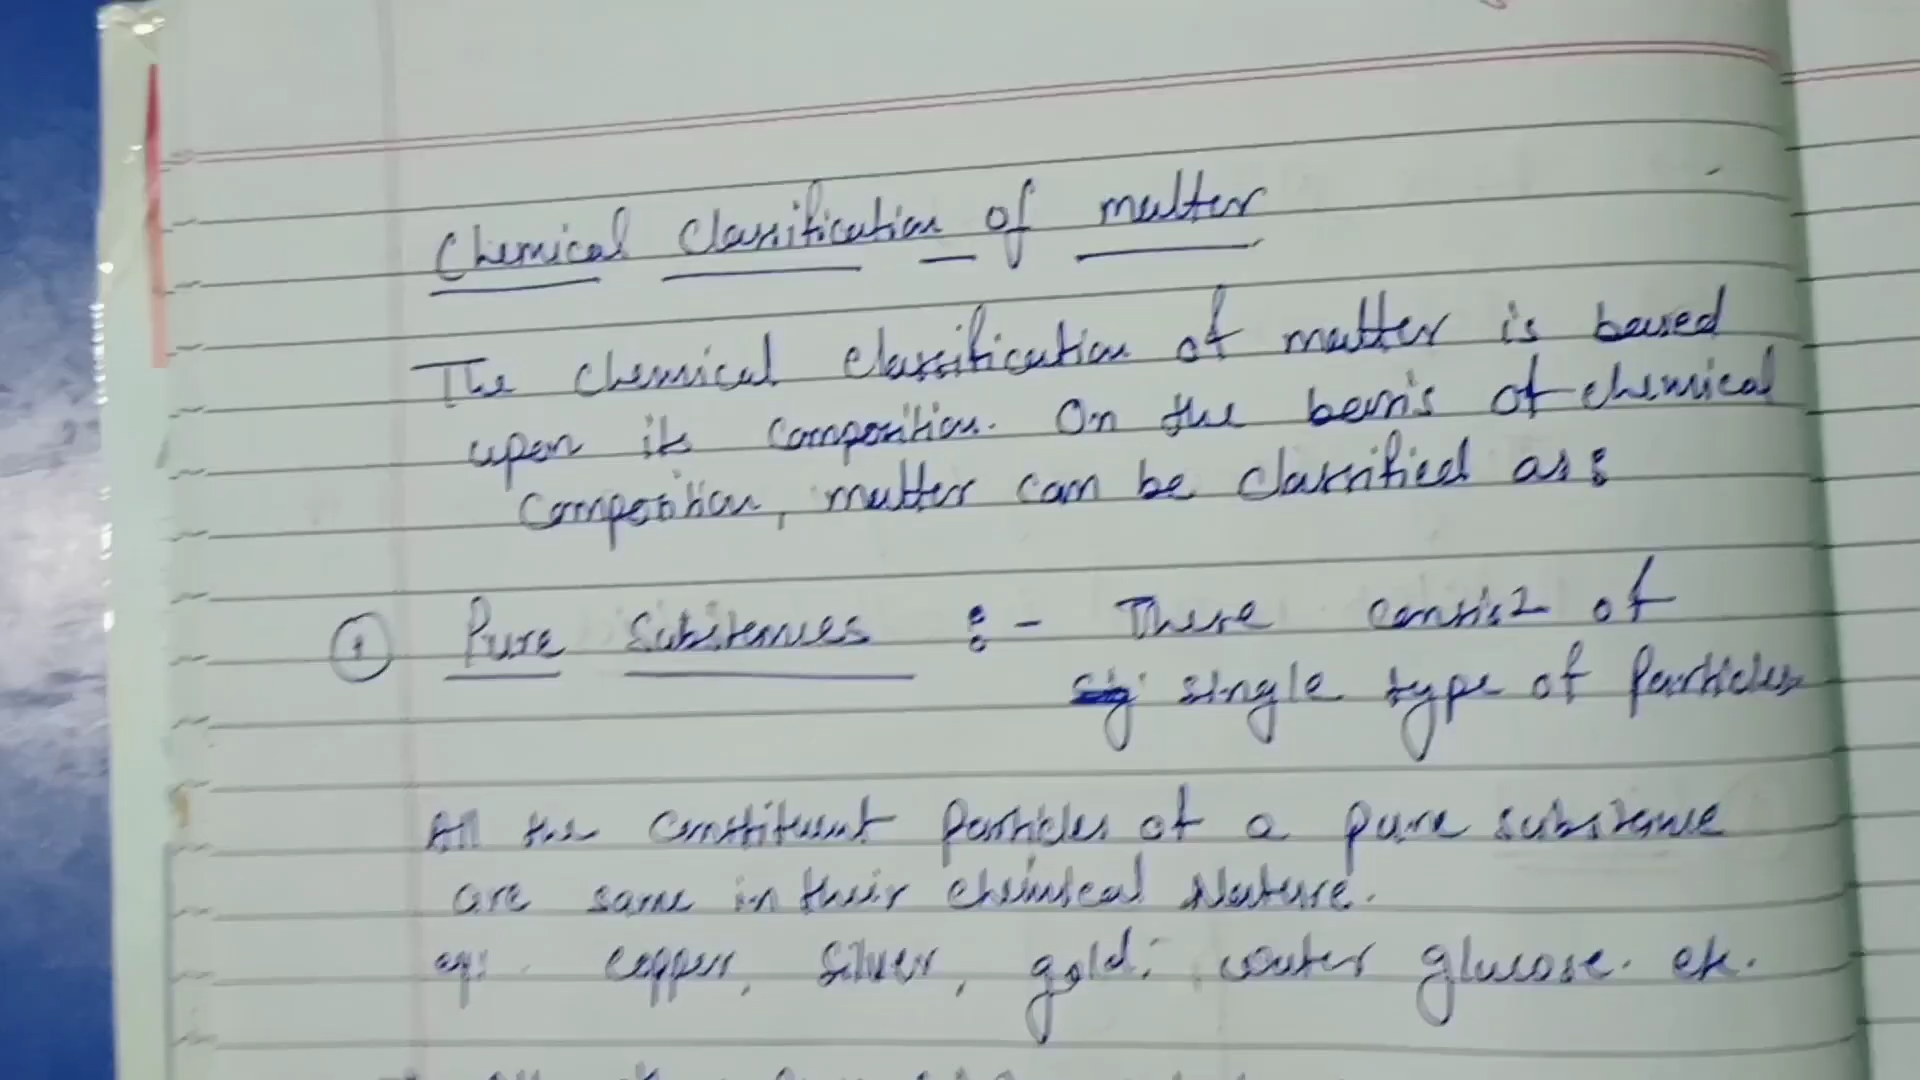 Chemical Classification of matter
The chemical classification of matter is based
upon its composition. On the basis of chemical
composition, matter can be classified as :
① Pure Substances :- These consist of
single type of Particles
All the constituent Particles of a pure substance
are same in their chemical Nature.
eg: copper, silver, gold, water glucose. etc.